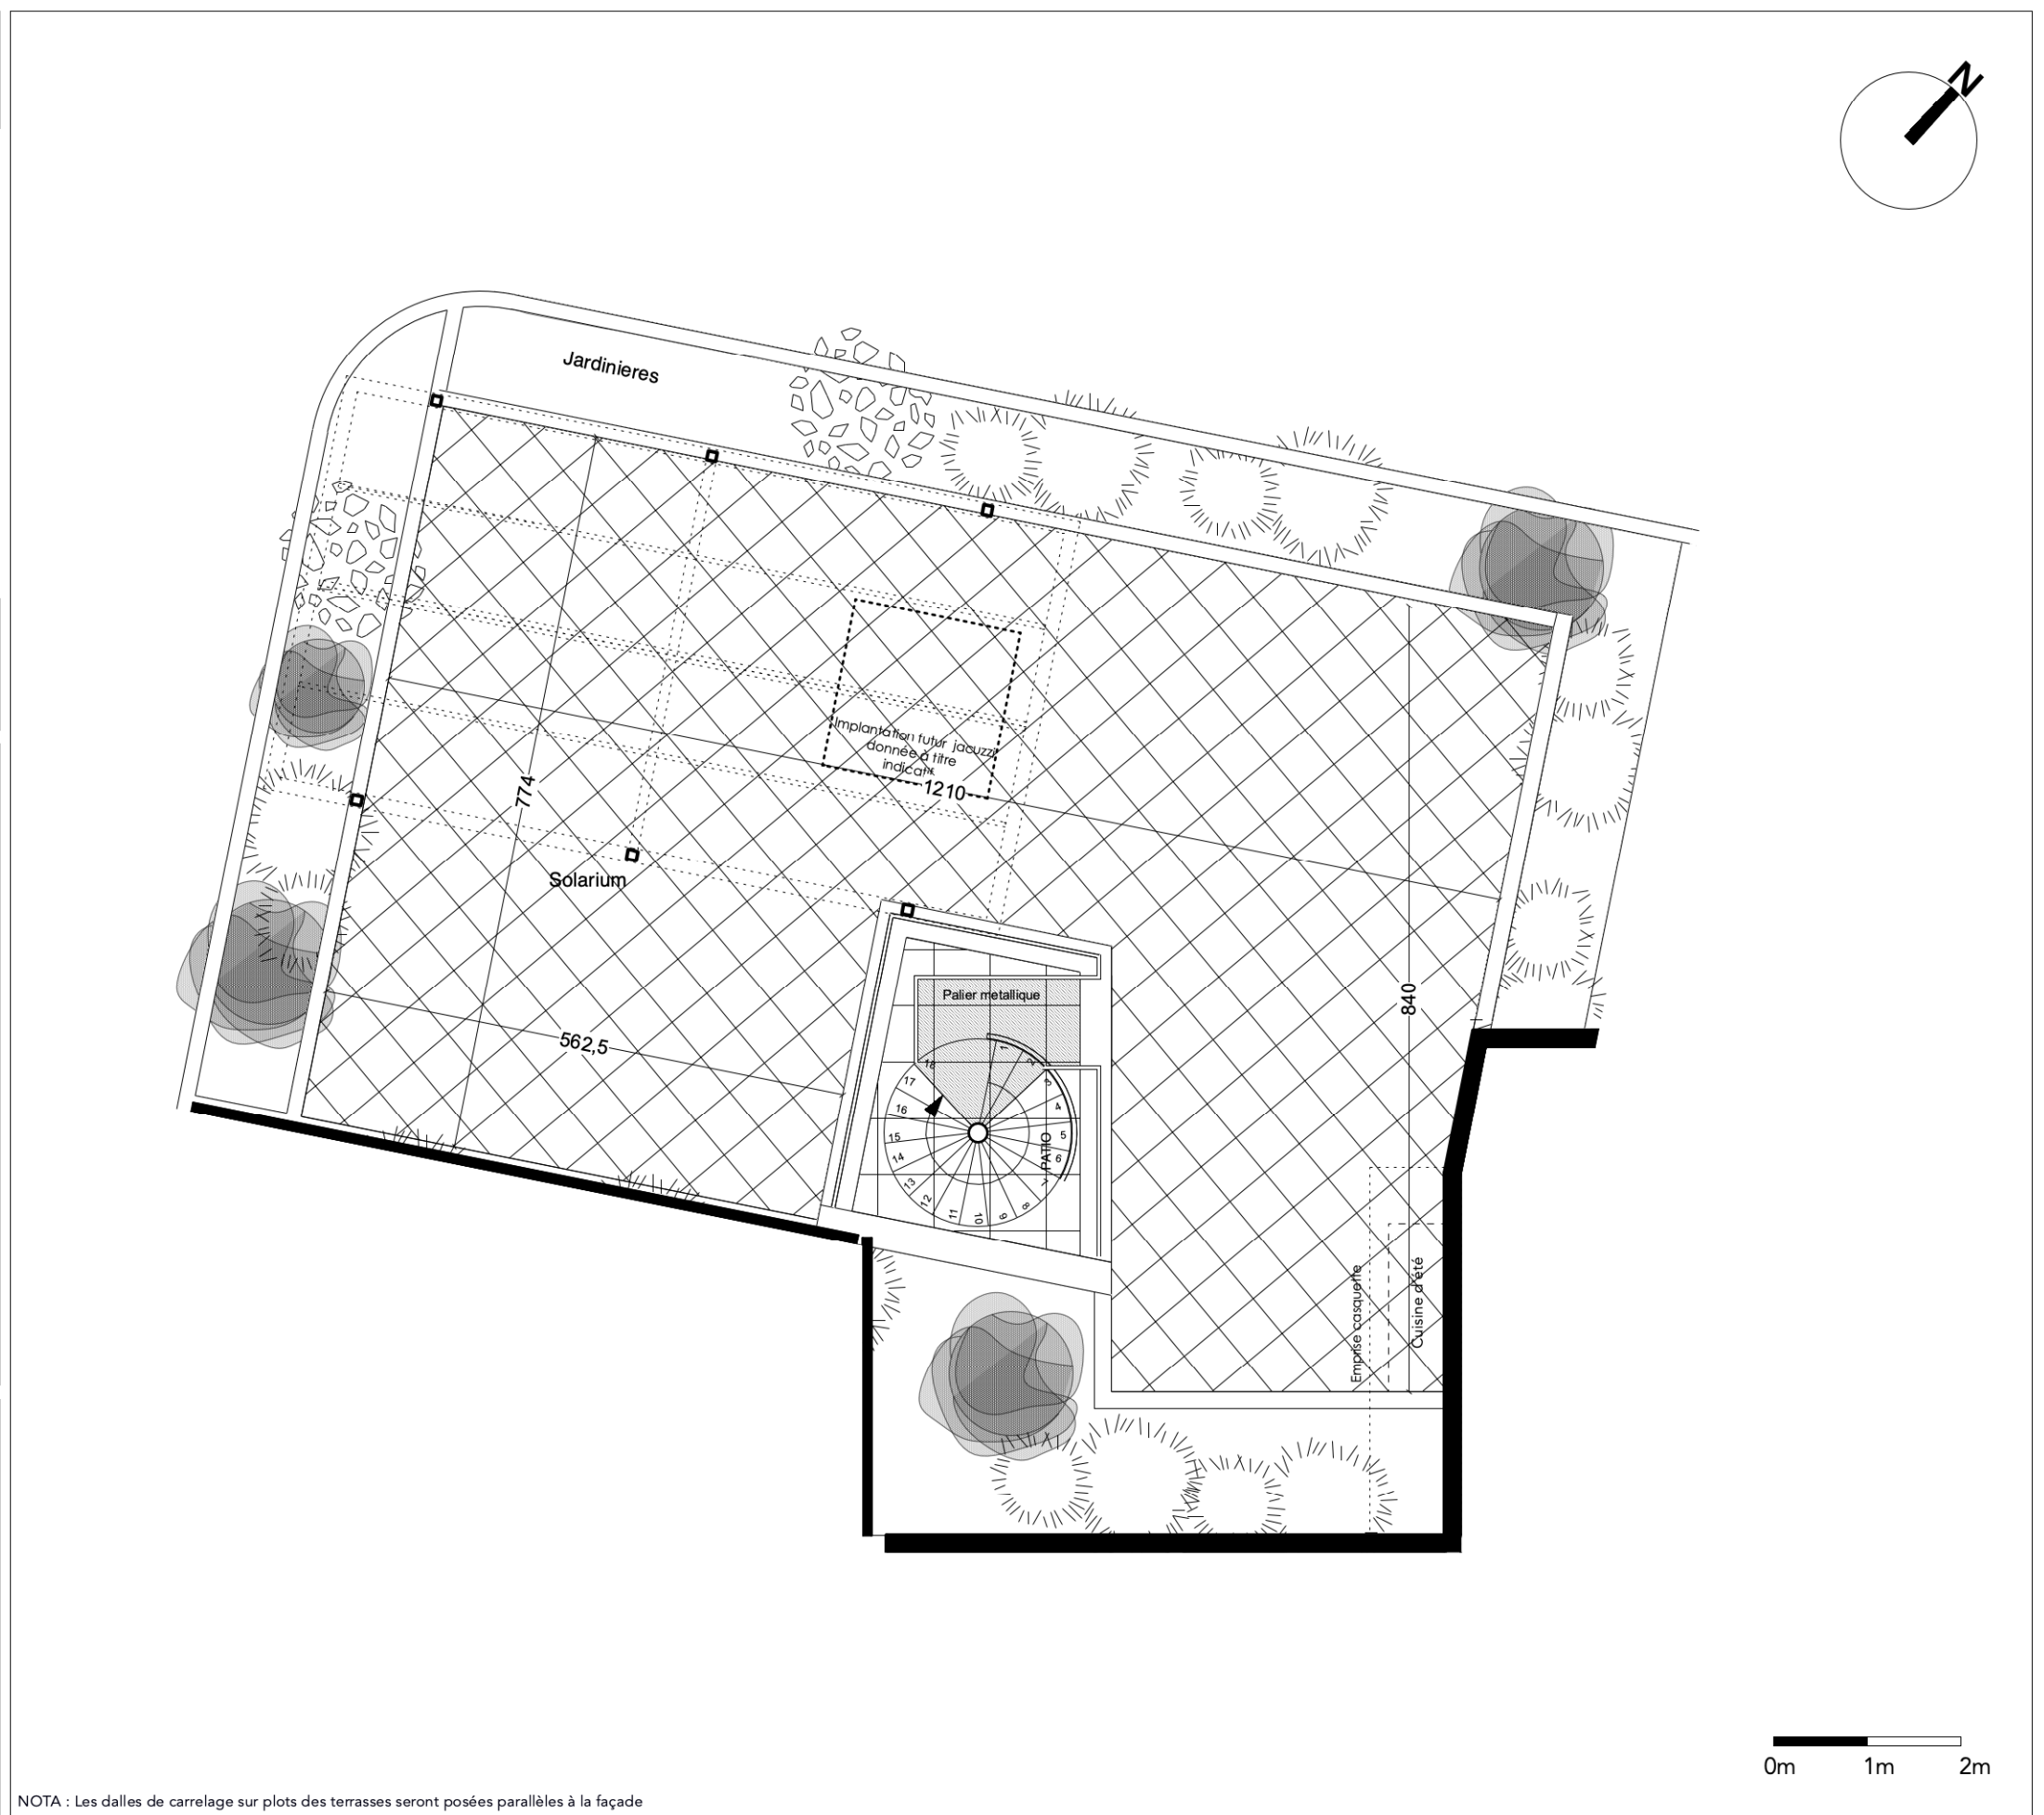 N
Jardinieres
Implantation futur jacuzzi
donnée à titre
indicatif.
1210
774
Solarium
562,5
840
Palier metallique
1
2
3
4
5
6
7
8
9
10
11
12
13
14
15
16
17
18
PATIO
Emprise casquette
Cuisine d'été
0m 1m 2m
NOTA : Les dalles de carrelage sur plots des terrasses seront posées parallèles à la façade